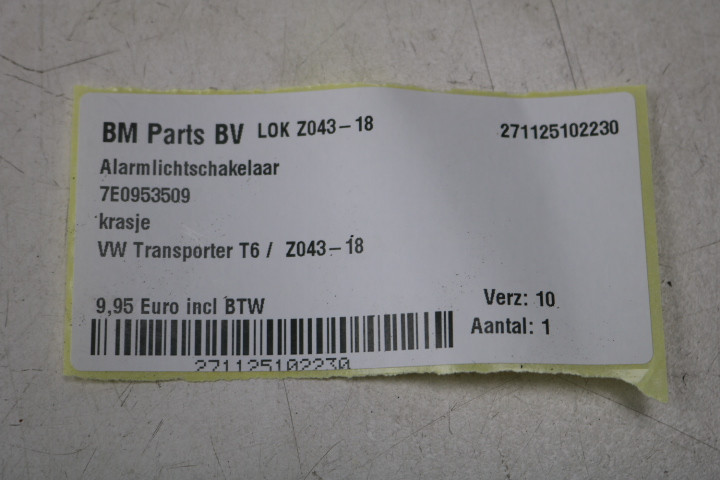 BM Parts BV LOK Z043-18 271125102230
Alarmlichtschakelaar
7E0953509
krasje
VW Transporter T6 / Z043-18
9,95 Euro incl BTW Verz: 10
Aantal: 1
271125102230